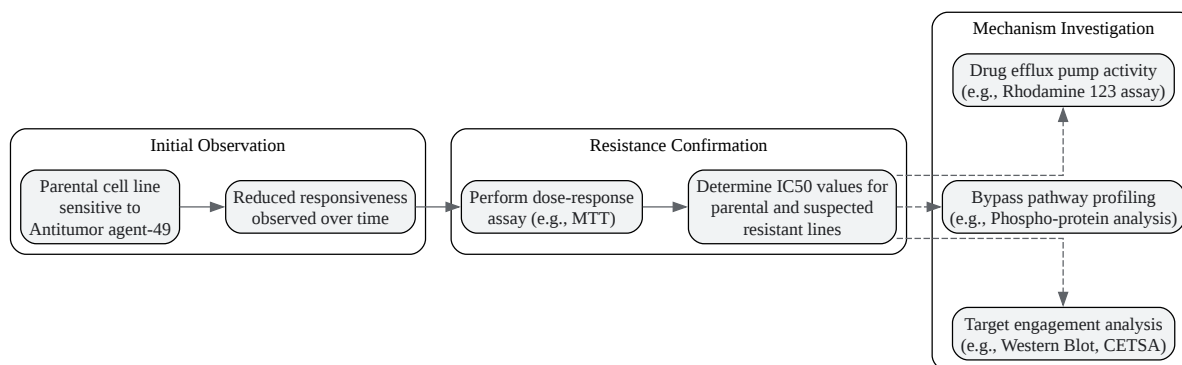 Initial Observation
Parental cell line
sensitive to
Antitumor agent-49
Reduced responsiveness
observed over time
Resistance Confirmation
Perform dose-response
assay (e.g., MTT)
Determine IC50 values for
parental and suspected
resistant lines
Mechanism Investigation
Drug efflux pump activity
(e.g., Rhodamine 123 assay)
Bypass pathway profiling
(e.g., Phospho-protein analysis)
Target engagement analysis
(e.g., Western Blot, CETSA)